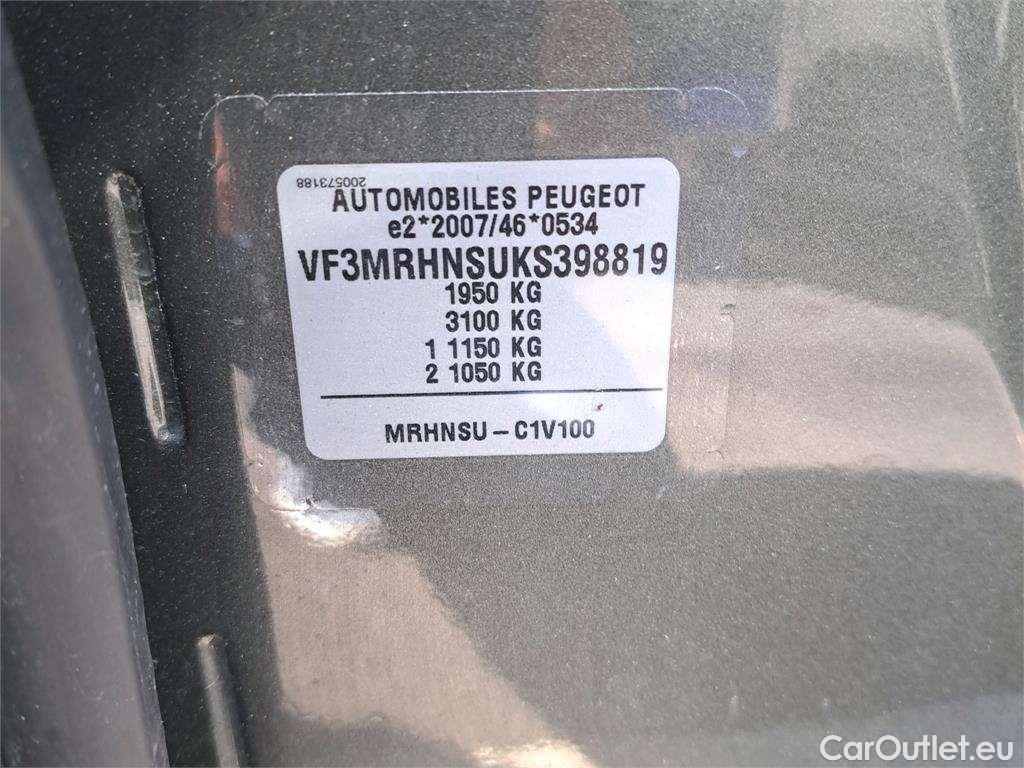 200573188
AUTOMOBILES PEUGEOT
e2*2007/46*0534
VF3MRHNSUKS398819
1950 KG
3100 KG
1 1150 KG
2 1050 KG
MRHNSU – C1V100
CarOutlet.eu